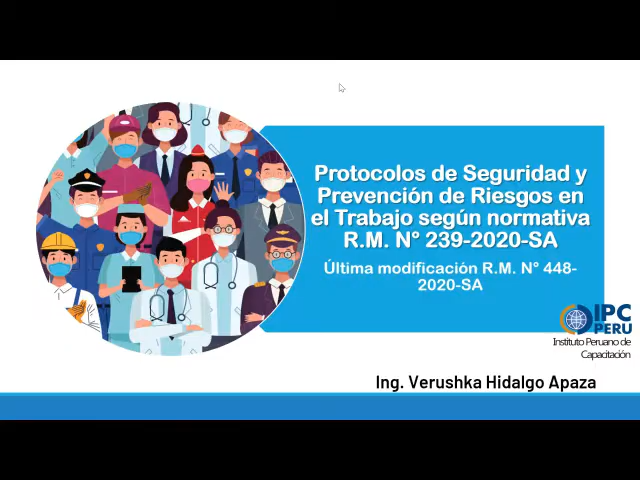 Protocolos de Seguridad y
Prevención de Riesgos en
el Trabajo según normativa
R.M. N° 239-2020-SA
Última modificación R.M. N° 448-
2020-SA
IPC
PERU
Instituto Peruano de
Capacitación
Ing. Verushka Hidalgo Apaza